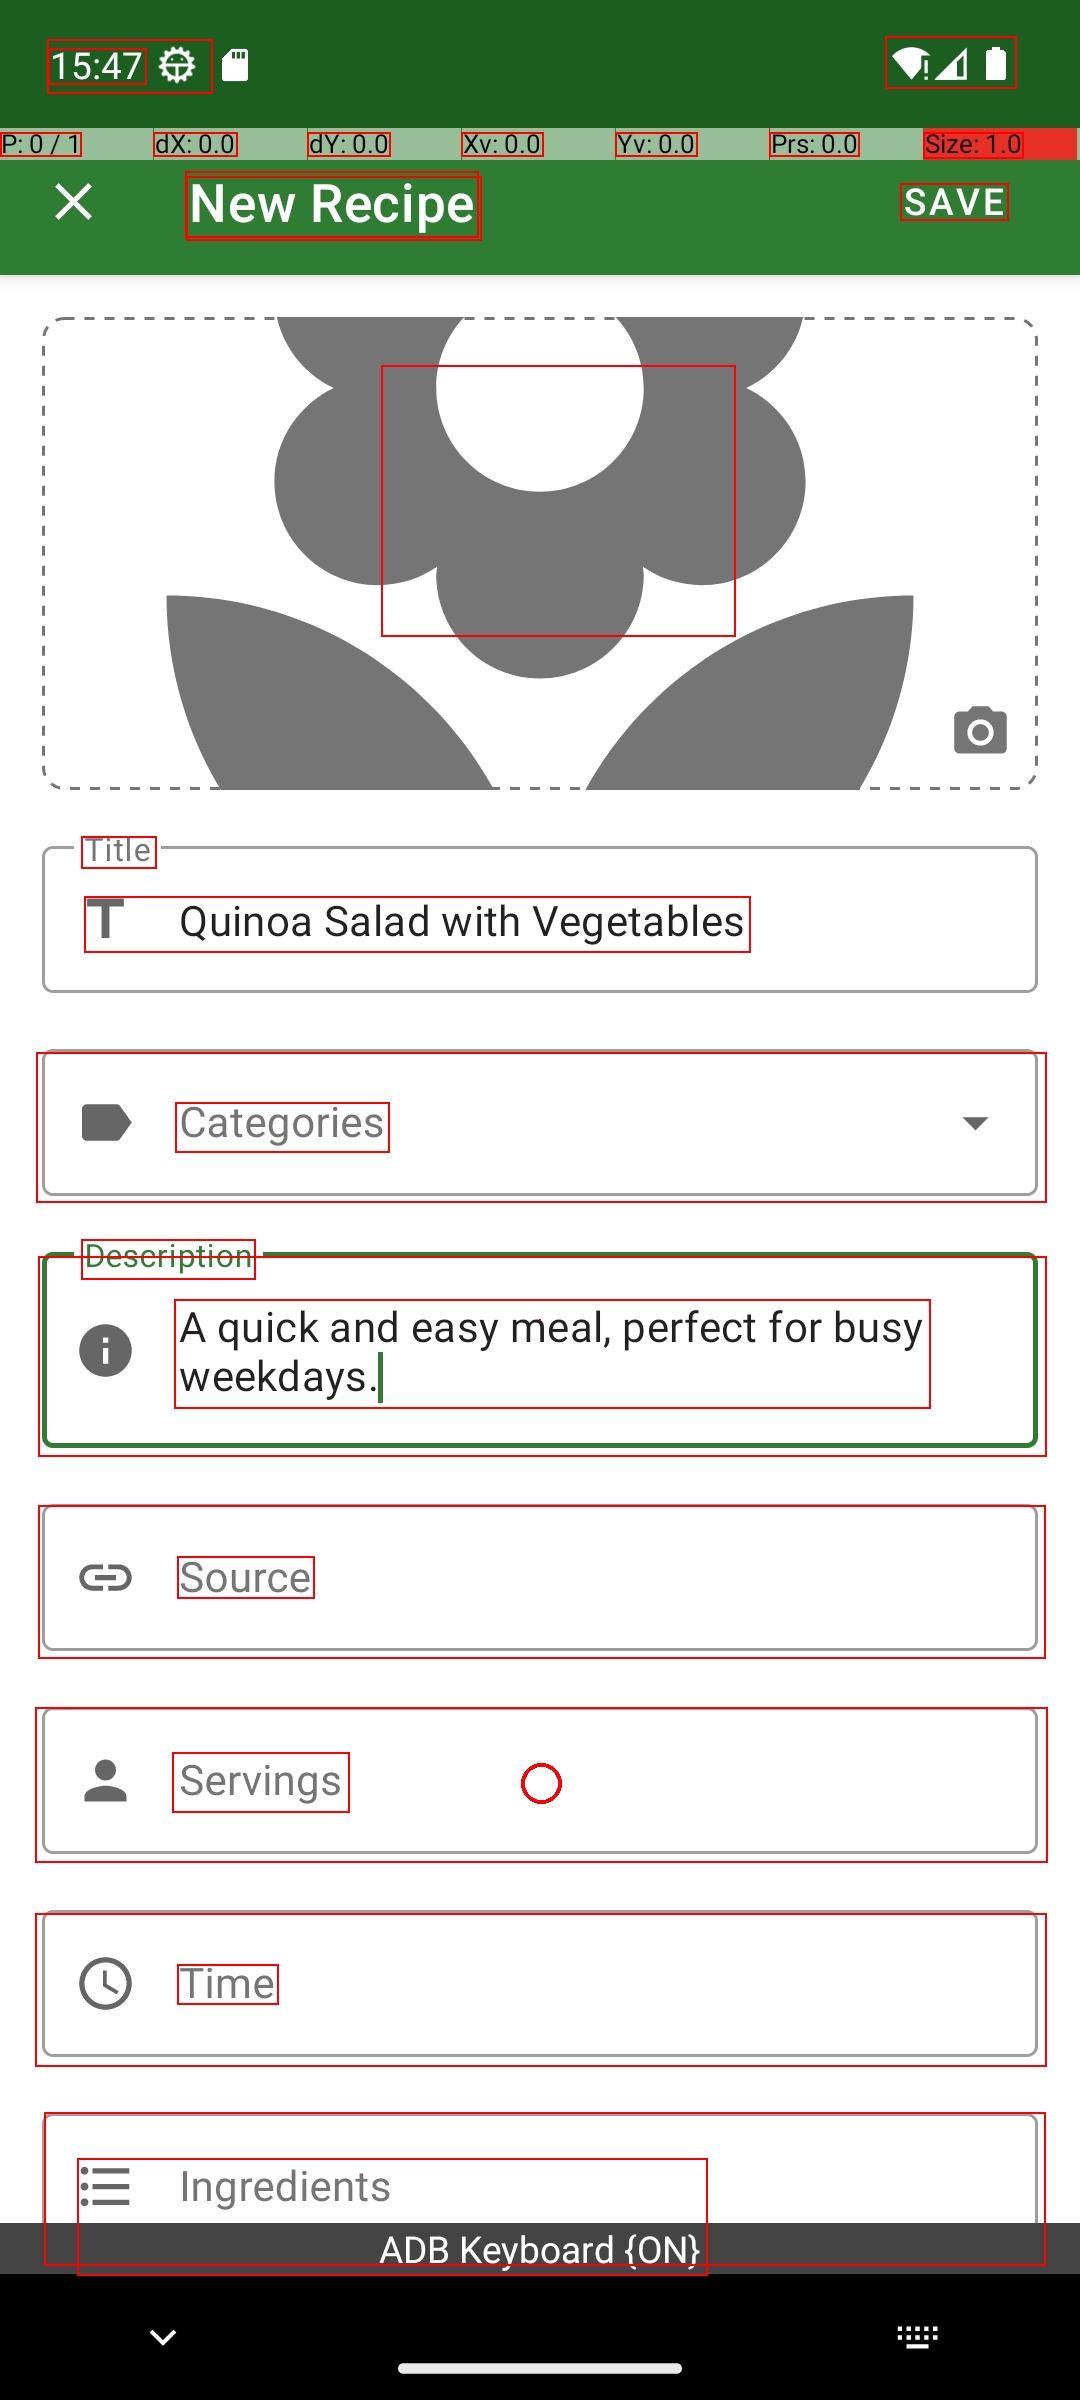 15:47
P: 0 / 1 dX: 0.0 dY: 0.0 Xv: 0.0 Yv: 0.0 Prs: 0.0 Size: 1.0
New Recipe SAVE
Title
Quinoa Salad with Vegetables
Categories
Description
A quick and easy meal, perfect for busy
weekdays.
Source
Servings
Time
Ingredients
ADB Keyboard {ON}